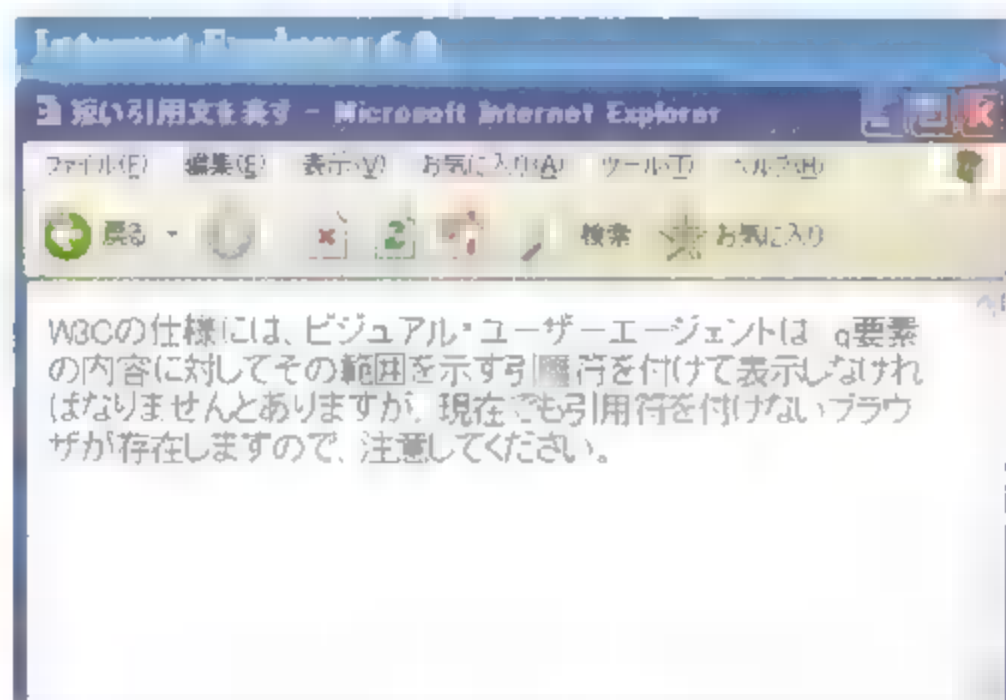 Internet Explorer 6.0
短い引用文を表す - Microsoft Internet Explorer
ファイル(F) 編集(E) 表示(V) お気に入り(A) ツール(T) ヘルプ(H)
戻る 検索 お気に入り
W3Cの仕様には、ビジュアル・ユーザーエージェントは、q要素
の内容に対してその範囲を示す引用符を付けて表示しなけれ
ばなりませんとありますが、現在でも引用符を付けないブラウ
ザが存在しますので、注意してください。